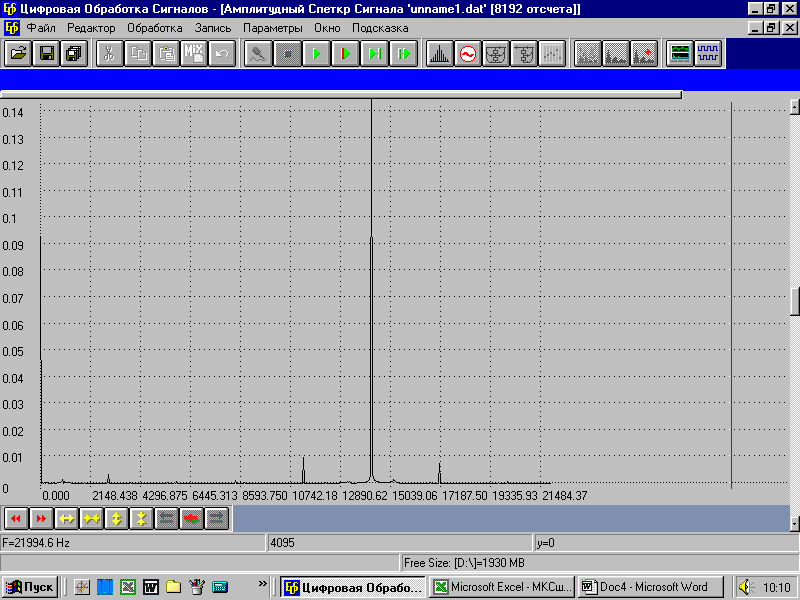 Цифровая Обработка Сигналов - [Амплитудный Спеткр Сигнала 'unname1.dat' [8192 отсчета]]
Файл Редактор Обработка Запись Параметры Окно Подсказка
MiX
0.14
0.13
0.12
0.11
0.1
0.09
0.08
0.07
0.06
0.05
0.04
0.03
0.02
0.01
0
0.000 2148.438 4296.875 6445.313 8593.750 10742.18 12890.62 15039.06 17187.50 19335.93 21484.37
F=21994.6 Hz 4095 y=0
Free Size: [D:\]=1930 MB
Пуск » Цифровая Обрабо... Microsoft Excel - МКСш... Doc4 - Microsoft Word 10:10